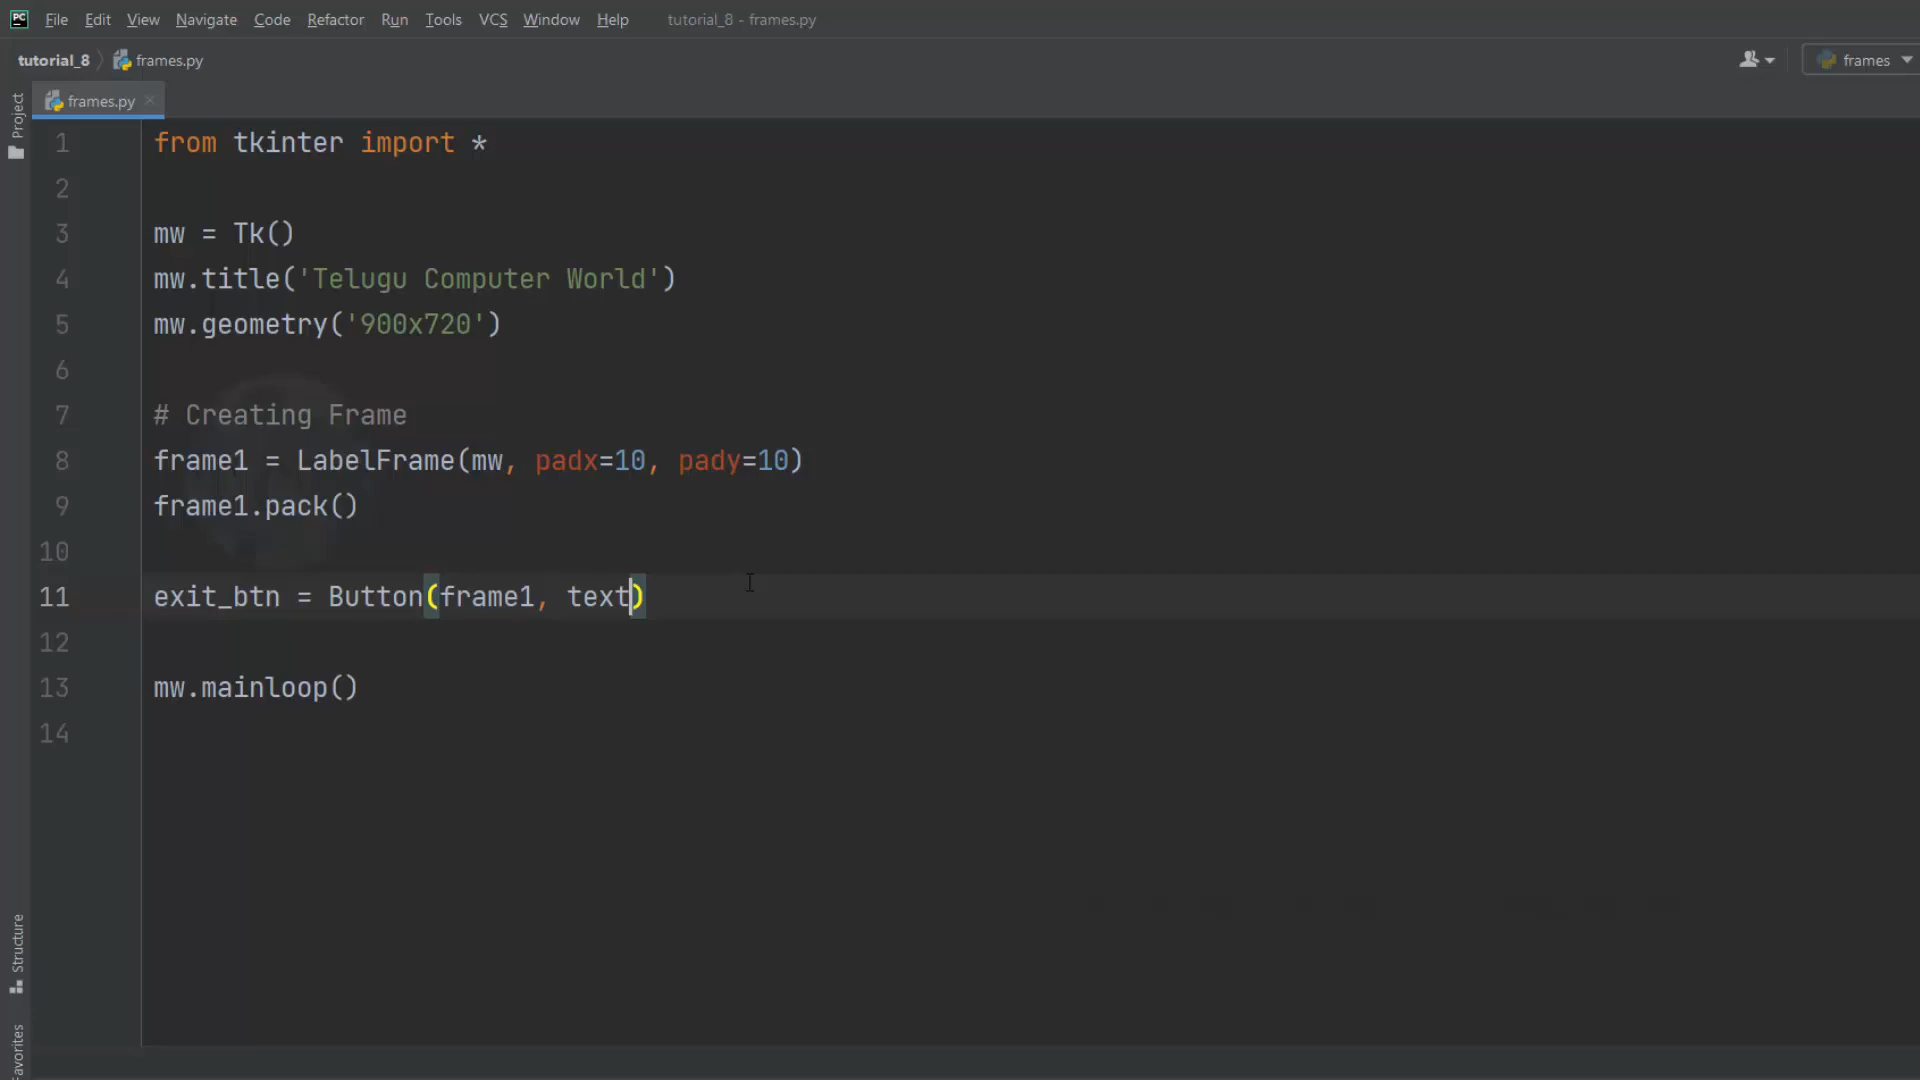 PC File Edit View Navigate Code Refactor Run Tools VCS Window Help tutorial_8 - frames.py
tutorial_8 frames.py frames
frames.py
Project
1 from tkinter import *
2
3 mw = Tk()
4 mw.title('Telugu Computer World')
5 mw.geometry('900x720')
6
7 # Creating Frame
8 frame1 = LabelFrame(mw, padx=10, pady=10)
9 frame1.pack()
10
11 exit_btn = Button(frame1, text)
12
13 mw.mainloop()
14
Structure
Favorites